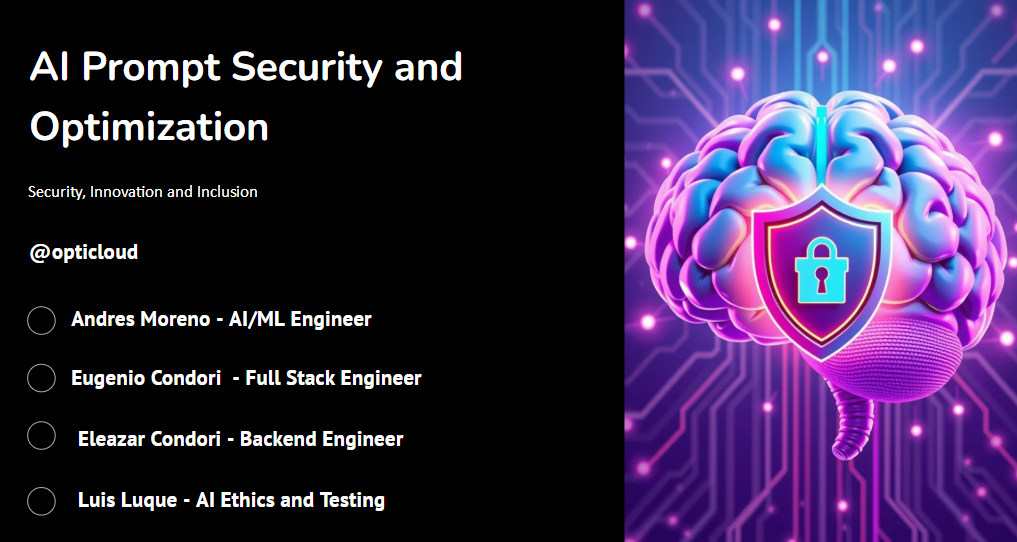 AI Prompt Security and
Optimization
Security, Innovation and Inclusion
@opticloud
Andres Moreno - AI/ML Engineer
Eugenio Condori  - Full Stack Engineer
Eleazar Condori - Backend Engineer
Luis Luque - AI Ethics and Testing